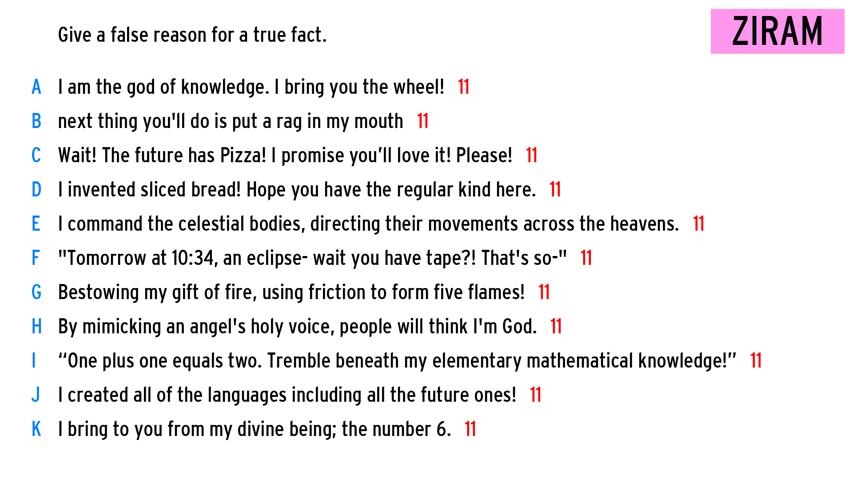 Give a false reason for a true fact.
ZIRAM
A I am the god of knowledge. I bring you the wheel! 11
B next thing you'll do is put a rag in my mouth 11
C Wait! The future has Pizza! I promise you’ll love it! Please! 11
D I invented sliced bread! Hope you have the regular kind here. 11
E I command the celestial bodies, directing their movements across the heavens. 11
F "Tomorrow at 10:34, an eclipse- wait you have tape?! That's so-" 11
G Bestowing my gift of fire, using friction to form five flames! 11
H By mimicking an angel's holy voice, people will think I'm God. 11
I “One plus one equals two. Tremble beneath my elementary mathematical knowledge!” 11
J I created all of the languages including all the future ones! 11
K I bring to you from my divine being; the number 6. 11